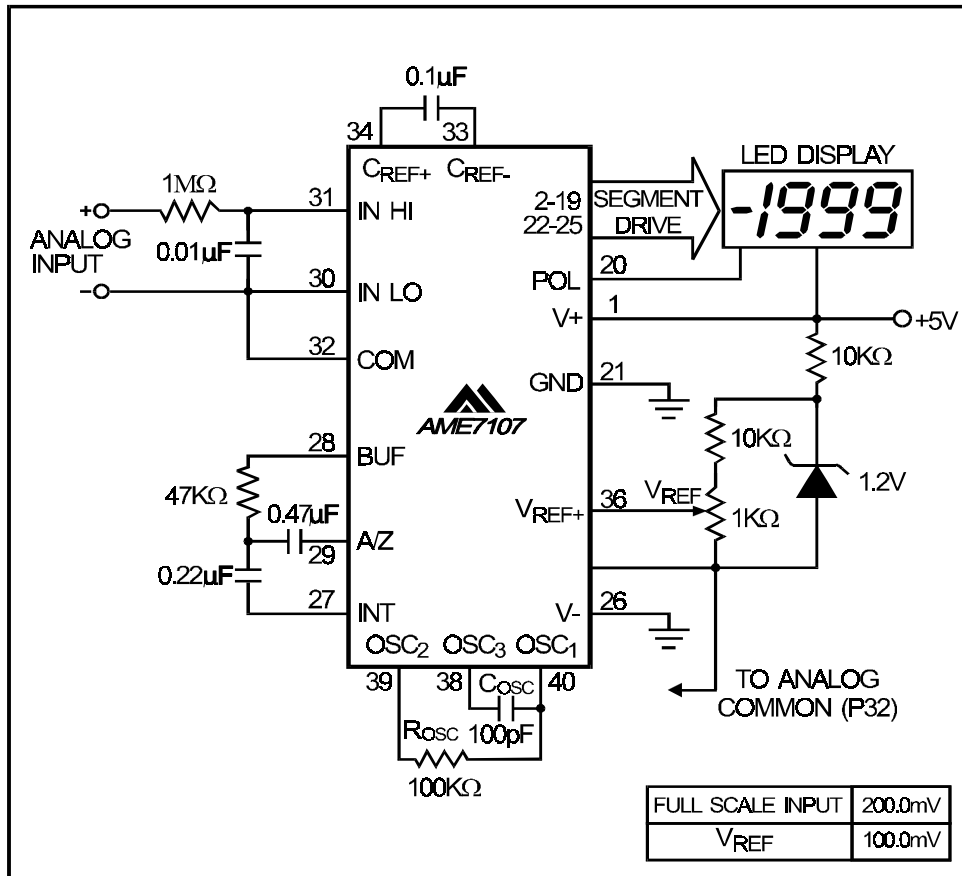 0.1µF
34
33
CREF+
CREF-
LED DISPLAY
-1999
1MΩ
31
IN HI
2-19
22-25
SEGMENT
DRIVE
+
ANALOG
INPUT
0.01µF
20
POL
–
30
IN LO
1
V+
+5V
32
COM
10KΩ
21
GND
AME7107
10KΩ
28
BUF
1.2V
47KΩ
36
VREF
VREF+
1KΩ
0.47µF
29
A/Z
0.22µF
27
INT
26
V-
OSC2
OSC3
OSC1
39
38
COSC
40
TO ANALOG
COMMON (P32)
ROSC
100pF
100KΩ
FULL SCALE INPUT 200.0mV
VREF 100.0mV